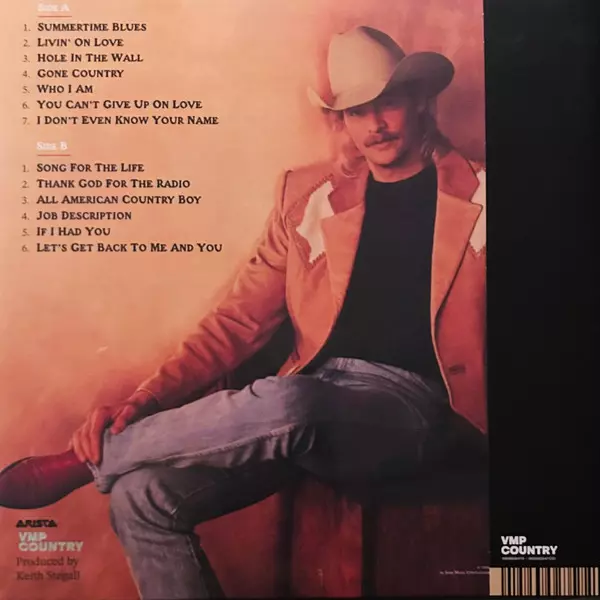 Side A
1. Summertime Blues
2. Livin' On Love
3. Hole In The Wall
4. Gone Country
5. Who I Am
6. You Can't Give Up On Love
7. I Don't Even Know Your Name
Side B
1. Song For The Life
2. Thank God For The Radio
3. All American Country Boy
4. Job Description
5. If I Had You
6. Let's Get Back To Me And You
ARISTA
VMP
COUNTRY
Produced by
Keith Stegall
VMP
COUNTRY